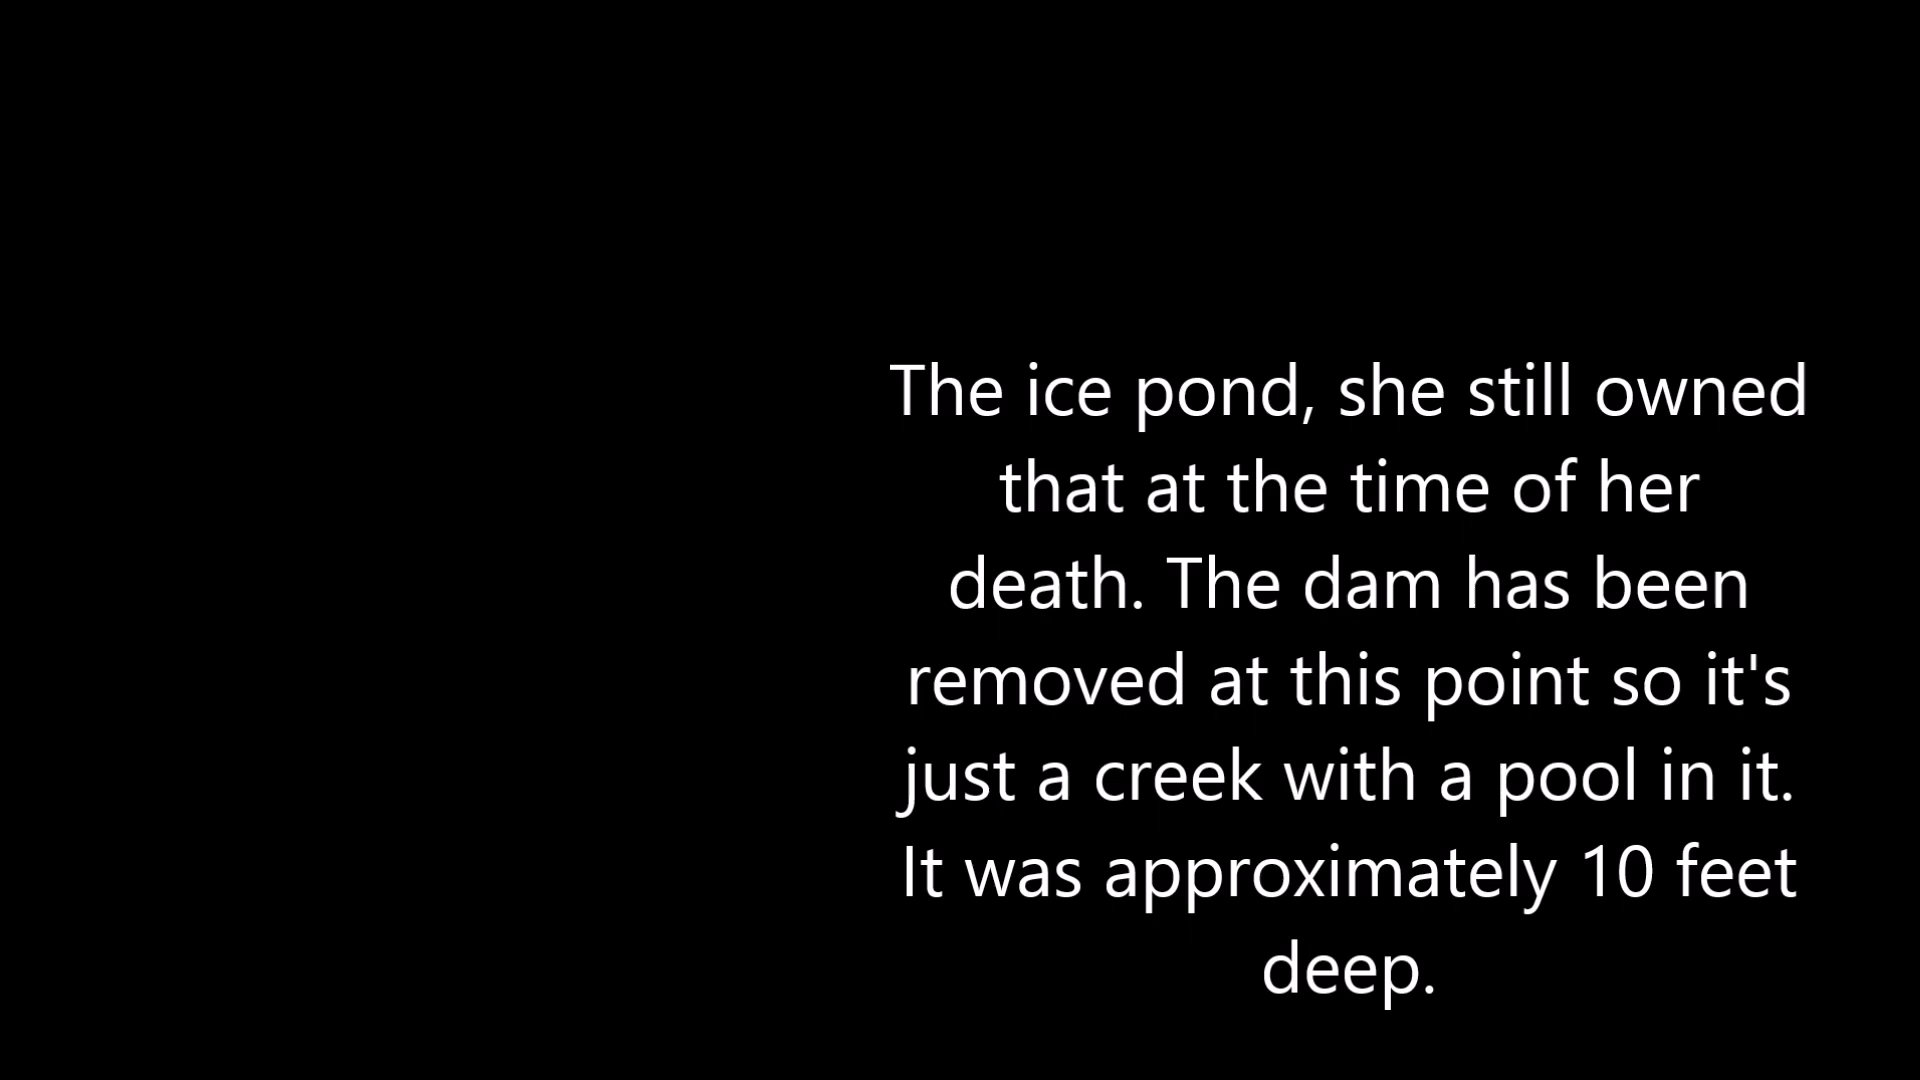 The ice pond, she still owned
that at the time of her
death. The dam has been
removed at this point so it's
just a creek with a pool in it.
It was approximately 10 feet
deep.